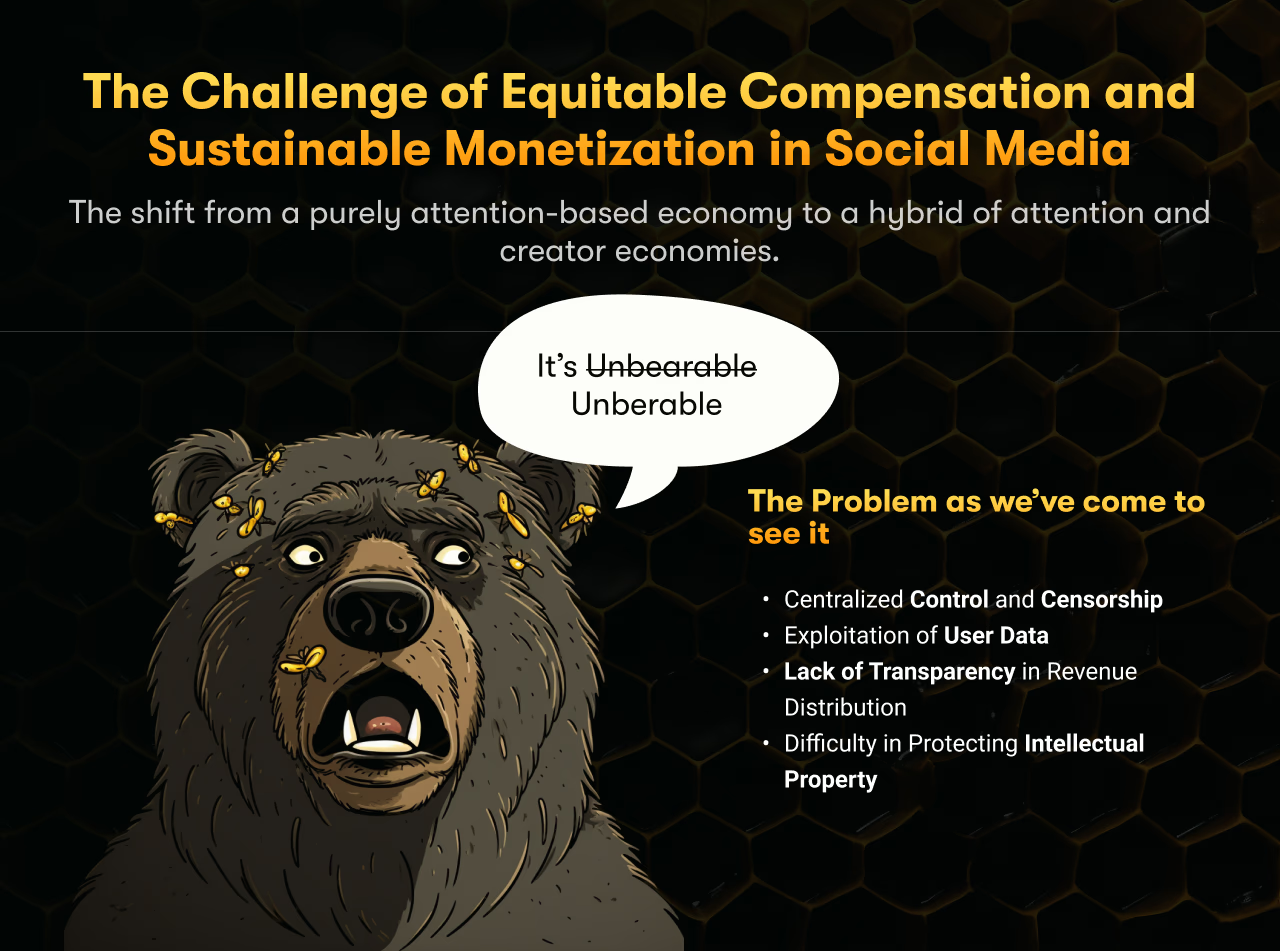 The Challenge of Equitable Compensation and
Sustainable Monetization in Social Media
The shift from a purely attention-based economy to a hybrid of attention and
creator economies.
It’s Unbearable
Unberable
The Problem as we’ve come to
see it
• Centralized Control and Censorship
• Exploitation of User Data
• Lack of Transparency in Revenue
Distribution
• Difficulty in Protecting Intellectual
Property